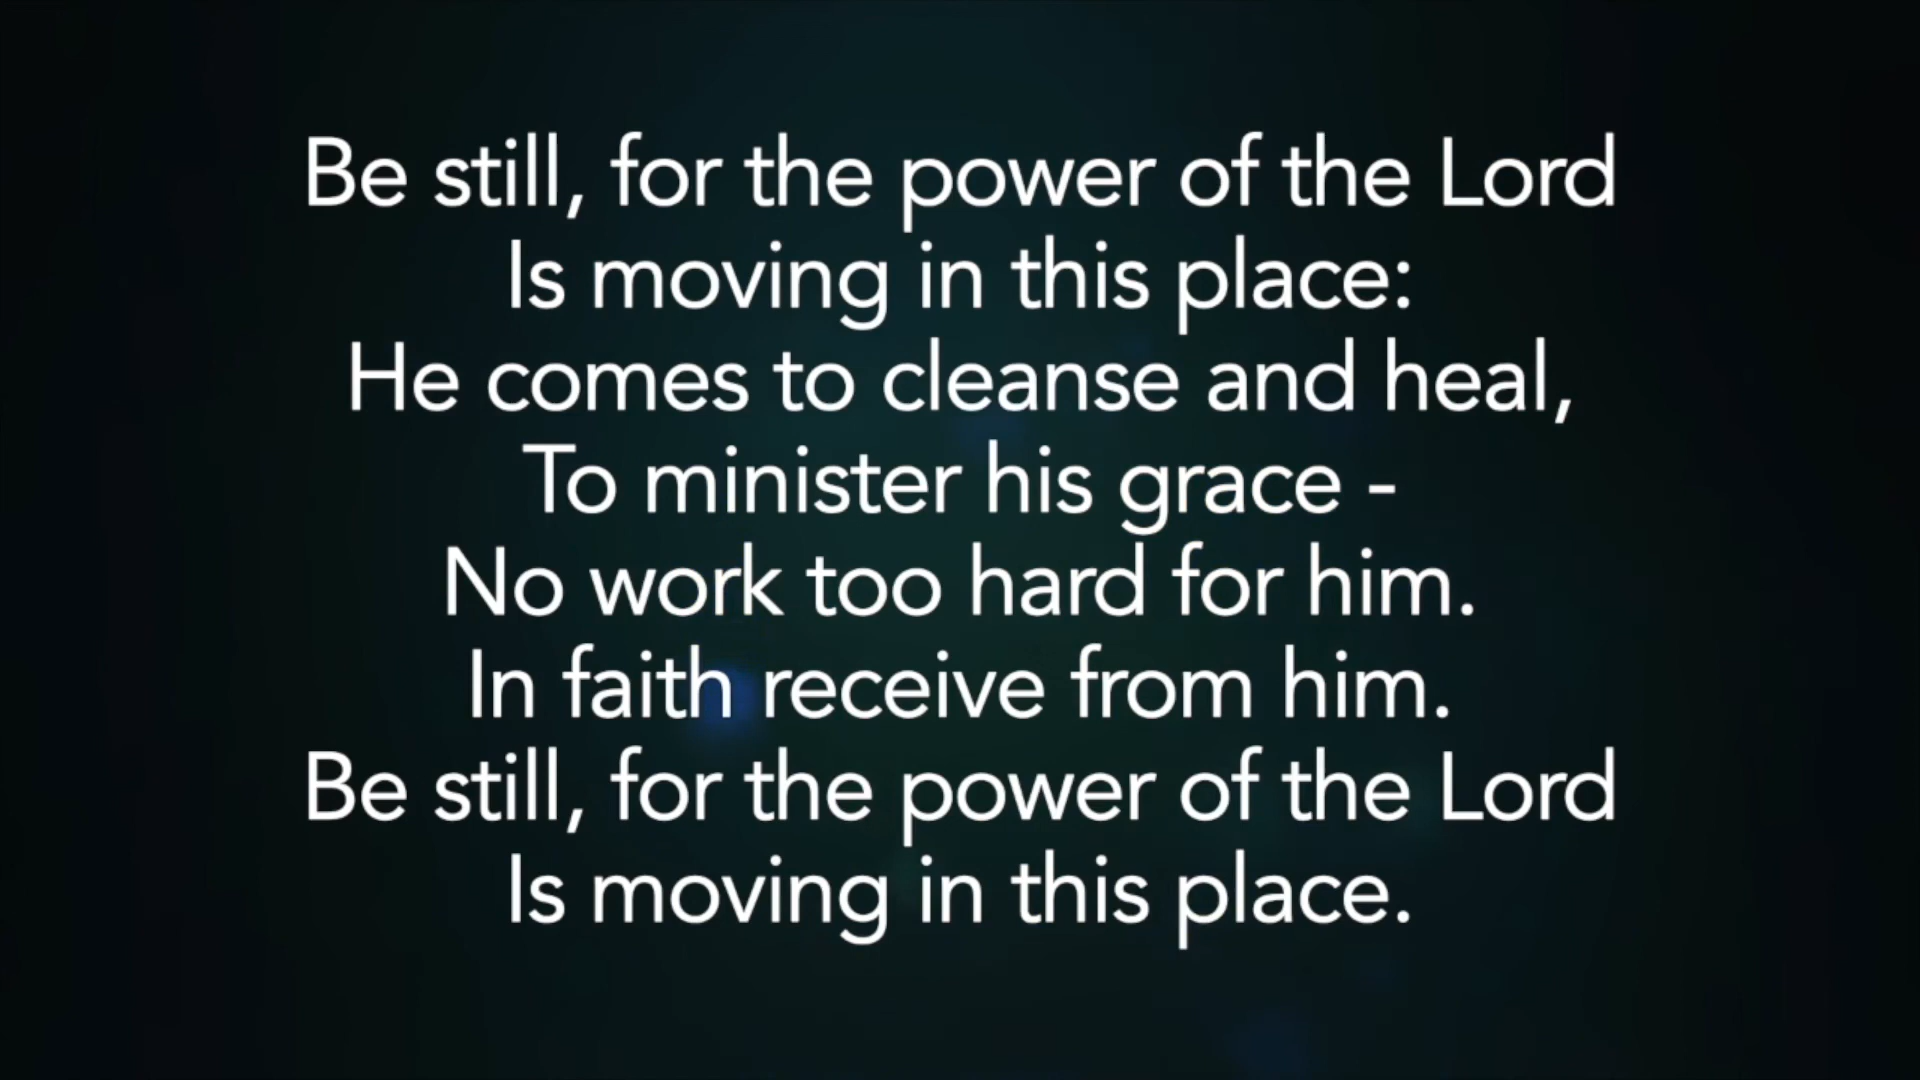 Be still, for the power of the Lord
Is moving in this place:
He comes to cleanse and heal,
To minister his grace -
No work too hard for him.
In faith receive from him.
Be still, for the power of the Lord
Is moving in this place.